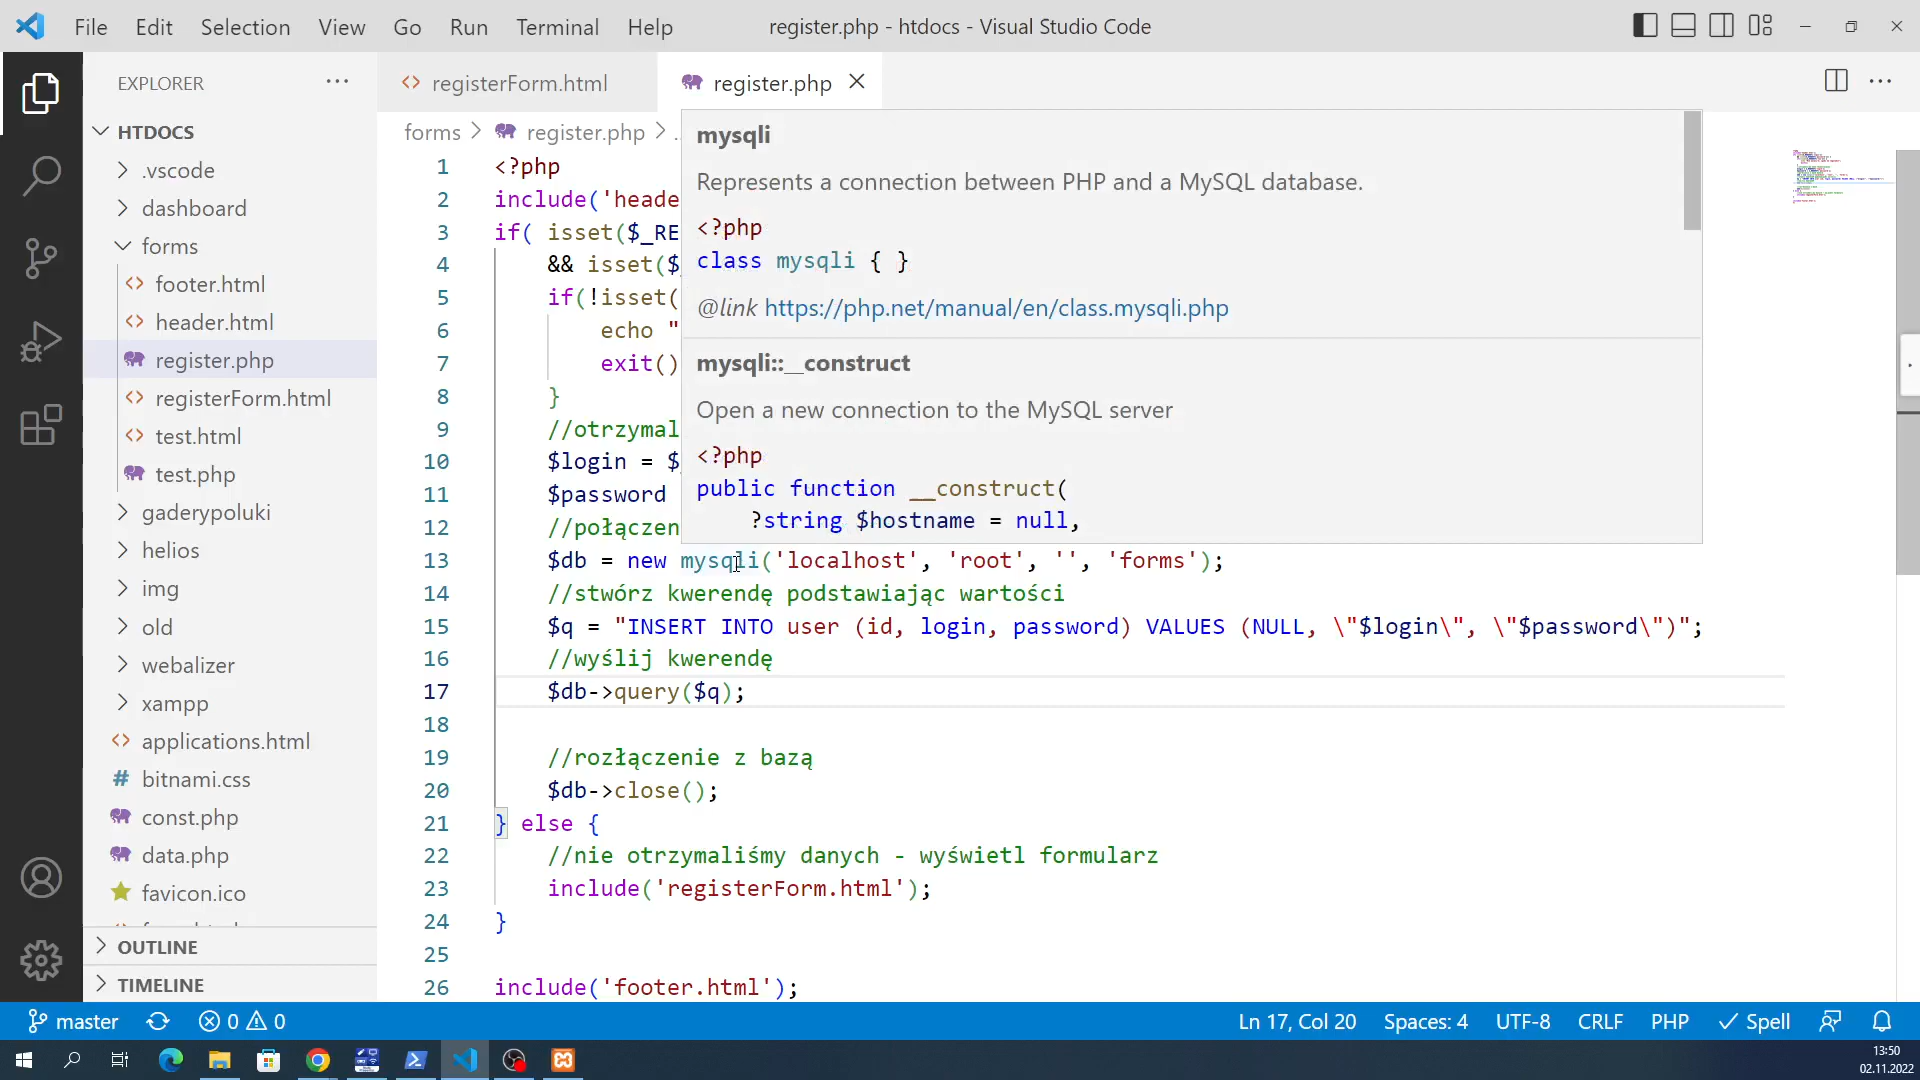 File Edit Selection View Go Run Terminal Help register.php - htdocs - Visual Studio Code
EXPLORER
HTDOCS
.vscode
dashboard
forms
footer.html
header.html
register.php
registerForm.html
test.html
test.php
gaderypoluki
helios
img
old
webalizer
xampp
applications.html
bitnami.css
const.php
data.php
favicon.ico
OUTLINE
TIMELINE
registerForm.html register.php
forms > register.php >
mysqli
Represents a connection between PHP and a MySQL database.
<?php
class mysqli { }
@link https://php.net/manual/en/class.mysqli.php
mysqli::__construct
Open a new connection to the MySQL server
<?php
public function __construct(
?string $hostname = null,
1 <?php
2 include('heade
3 if( isset($_RE
4 && isset($
5 if(!isset(
6 echo "
7 exit()
8 }
9 //otrzymal
10 $login = $
11 $password
12 //połączen
13 $db = new mysqli('localhost', 'root', '', 'forms');
14 //stwórz kwerendę podstawiając wartości
15 $q = "INSERT INTO user (id, login, password) VALUES (NULL, \"$login\", \"$password\")";
16 //wyślij kwerendę
17 $db->query($q);
18
19 //rozłączenie z bazą
20 $db->close();
21 } else {
22 //nie otrzymaliśmy danych - wyświetl formularz
23 include('registerForm.html');
24 }
25
26 include('footer.html');
master 0 0 Ln 17, Col 20 Spaces: 4 UTF-8 CRLF PHP Spell
13:50
02.11.2022